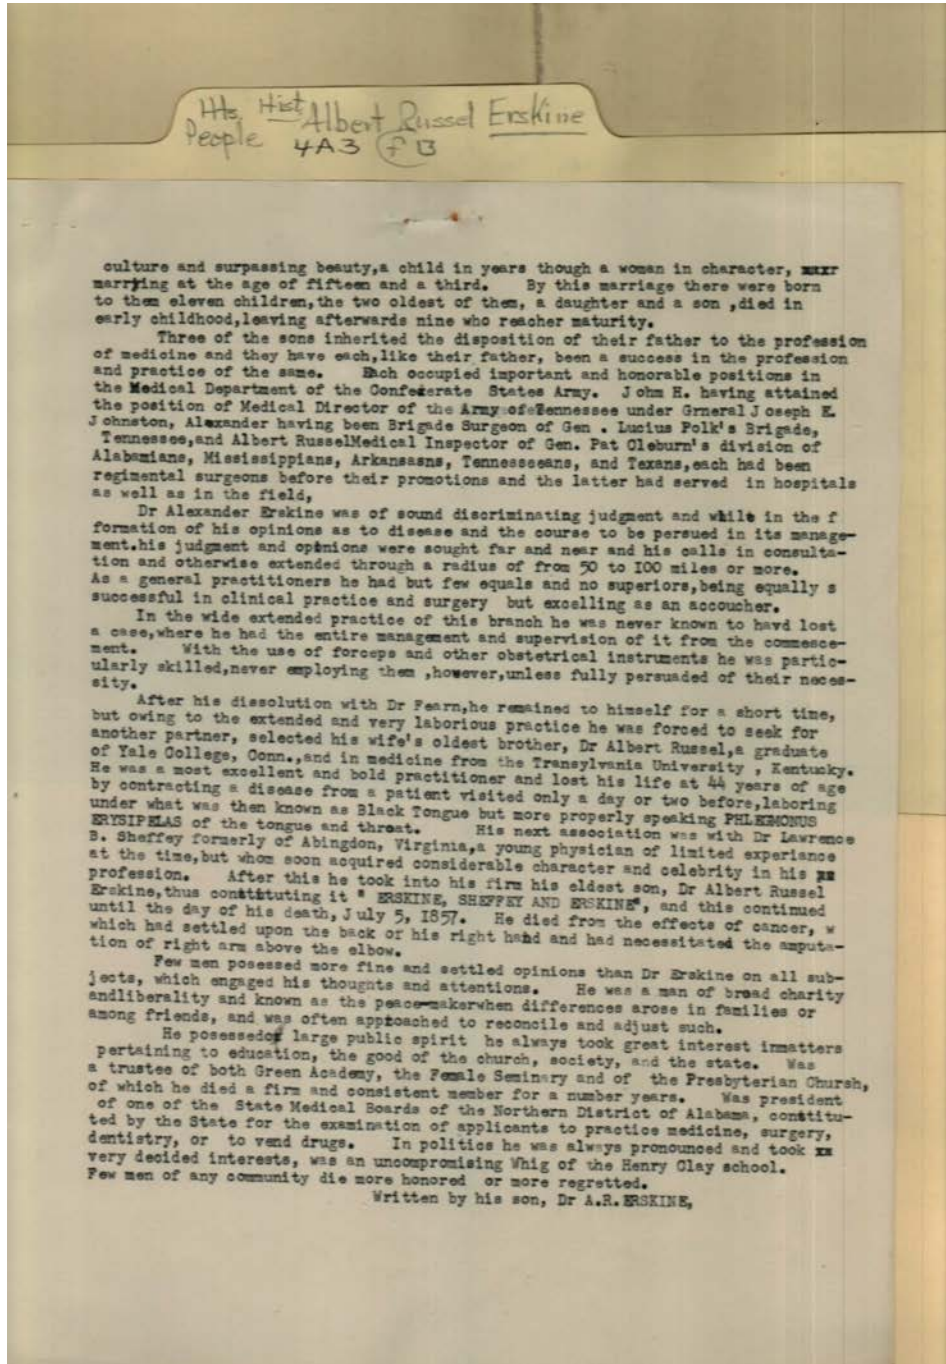 Hts Hist Albert Russel Erskine
People 4A3 f B
culture and surpassing beauty,a child in years though a woman in character, xxxr
marrying at the age of fifteen and a third. By this marriage there were born
to them eleven children,the two oldest of them, a daughter and a son ,died in
early childhood,leaving afterwards nine who reacher maturity.
Three of the sons inherited the disposition of their father to the profession
of medicine and they have each,like their father, been a success in the profession
and practice of the same. Each occupied important and honorable positions in
the Medical Department of the Confederate States Army. John H. having attained
the position of Medical Director of the Army of Tennessee under Grneral J oseph E.
J ohnston, Alexander having been Brigade Surgeon of Gen . Lucius Polk's Brigade,
Tennessee,and Albert RusselMedical Inspector of Gen. Pat Cleburn's division of
Alabamians, Mississippians, Arkansasns, Tennesseeans, and Texans,each had been
regimental surgeons before their promotions and the latter had served in hospitals
as well as in the field,
Dr Alexander Erskine was of sound discriminating judgment and while in the f
formation of his opinions as to disease and the course to be persued in its manage-
ment.his judgment and opinions were sought far and near and his calls in consulta-
tion and otherwise extended through a radius of from 50 to I00 miles or more.
As a general practitioners he had but few equals and no superiors,being equally s
successful in clinical practice and surgery but excelling as an accoucher.
In the wide extended practice of this branch he was never known to havd lost
a case,where he had the entire management and supervision of it from the commesce-
ment. With the use of forceps and other obstetrical instruments he was partic-
ularly skilled,never employing them ,however,unless fully persuaded of their neces-
sity.
After his dissolution with Dr Fearn,he remained to himself for a short time,
but owing to the extended and very laborious practice he was forced to seek for
another partner, selected his wife's oldest brother, Dr Albert Russel,a graduate
of Yale College, Conn.,and in medicine from the Transylvania University , Kentucky.
He was a most excellent and bold practitioner and lost his life at 44 years of age
by contracting a disease from a patient visited only a day or two before,laboring
under what was then known as Black Tongue but more properly speaking PHLEGMONUS
ERYSIPELAS of the tongue and throat. His next association was with Dr Lawrence
B. Sheffey formerly of Abingdon, Virginia,a young physician of limited experiance
at the time,but whom soon acquired considerable character and celebrity in his xx
profession. After this he took into his firm his eldest son, Dr Albert Russel
Erskine,thus constituting it " ERSKINE, SHEFFEY AND ERSKINE", and this continued
until the day of his death, July 5, I857. He died from the effects of cancer, w
which had settled upon the back of his right hand and had necessitated the amputa-
tion of right arm above the elbow.
Few men posessed more fine and settled opinions than Dr Erskine on all sub-
jects, which engaged his thoughts and attentions. He was a man of broad charity
andliberality and known as the peace-makerwhen differences arose in families or
among friends, and was often approached to reconcile and adjust such.
He posessedof large public spirit he always took great interest inmatters
pertaining to education, the good of the church, society, and the state. Was
a trustee of both Green Academy, the Female Seminary and of the Presbyterian Chursh,
of which he died a firm and consistent member for a number years. Was president
of one of the State Medical Boards of the Northern District of Alabama, constitu-
ted by the State for the examination of applicants to practice medicine, surgery,
dentistry, or to vend drugs. In politics he was always pronounced and took xx
very decided interests, was an uncompromising Whig of the Henry Clay school.
Few men of any community die more honored or more regretted.
Written by his son, Dr A.R.ERSKINE,